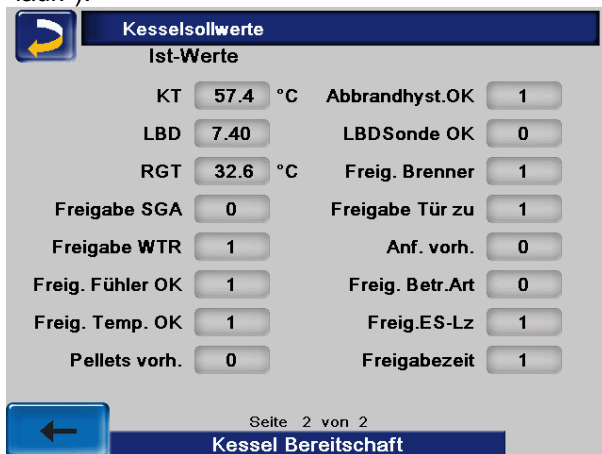 Kesselsollwerte
Ist-Werte
KT 57.4 °C Abbrandhyst.OK 1
LBD 7.40 LBDSonde OK 0
RGT 32.6 °C Freig. Brenner 1
Freigabe SGA 0 Freigabe Tür zu 1
Freigabe WTR 1 Anf. vorh. 0
Freig. Fühler OK 1 Freig. Betr.Art 0
Freig. Temp. OK 1 Freig.ES-Lz 1
Pellets vorh. 0 Freigabezeit 1
Seite 2 von 2
Kessel Bereitschaft